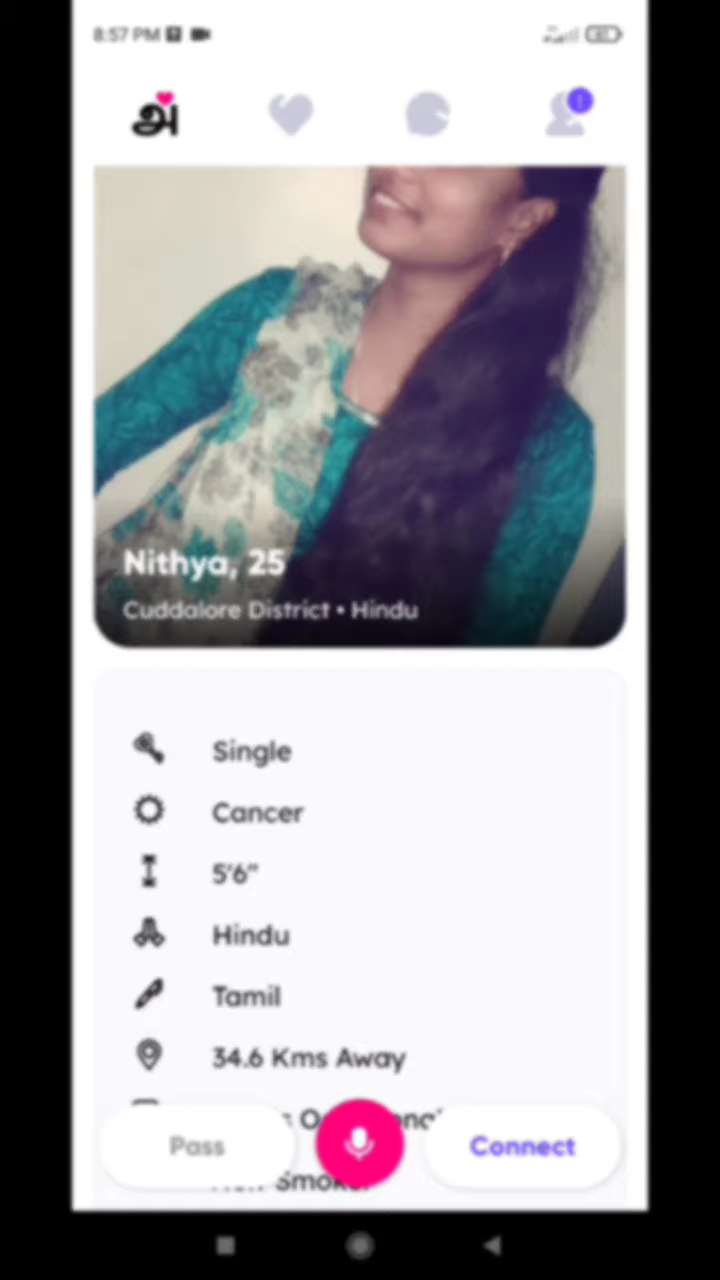 8:57 PM
அ
Nithya, 25
Cuddalore District • Hindu
Single
Cancer
5'6"
Hindu
Tamil
34.6 Kms Away
Pass
Connect